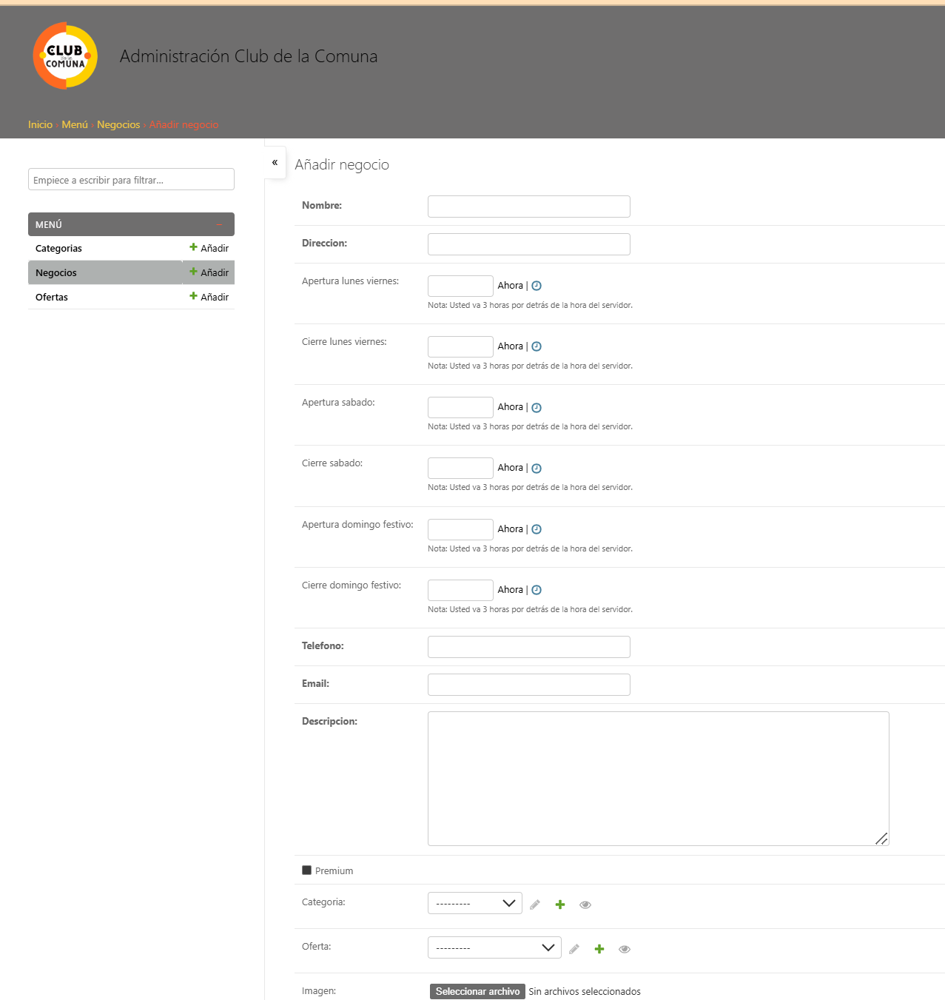 CLUB
COMUNA
Administración Club de la Comuna
Inicio › Menú › Negocios › Añadir negocio
Empiece a escribir para filtrar...
MENÚ
Categorias + Añadir
Negocios + Añadir
Ofertas + Añadir
«
Añadir negocio
Nombre:
Direccion:
Apertura lunes viernes: Ahora |
Nota: Usted va 3 horas por detrás de la hora del servidor.
Cierre lunes viernes: Ahora |
Nota: Usted va 3 horas por detrás de la hora del servidor.
Apertura sabado: Ahora |
Nota: Usted va 3 horas por detrás de la hora del servidor.
Cierre sabado: Ahora |
Nota: Usted va 3 horas por detrás de la hora del servidor.
Apertura domingo festivo: Ahora |
Nota: Usted va 3 horas por detrás de la hora del servidor.
Cierre domingo festivo: Ahora |
Nota: Usted va 3 horas por detrás de la hora del servidor.
Telefono:
Email:
Descripcion:
Premium
Categoria: ---------
Oferta: ---------
Imagen: Seleccionar archivo Sin archivos seleccionados